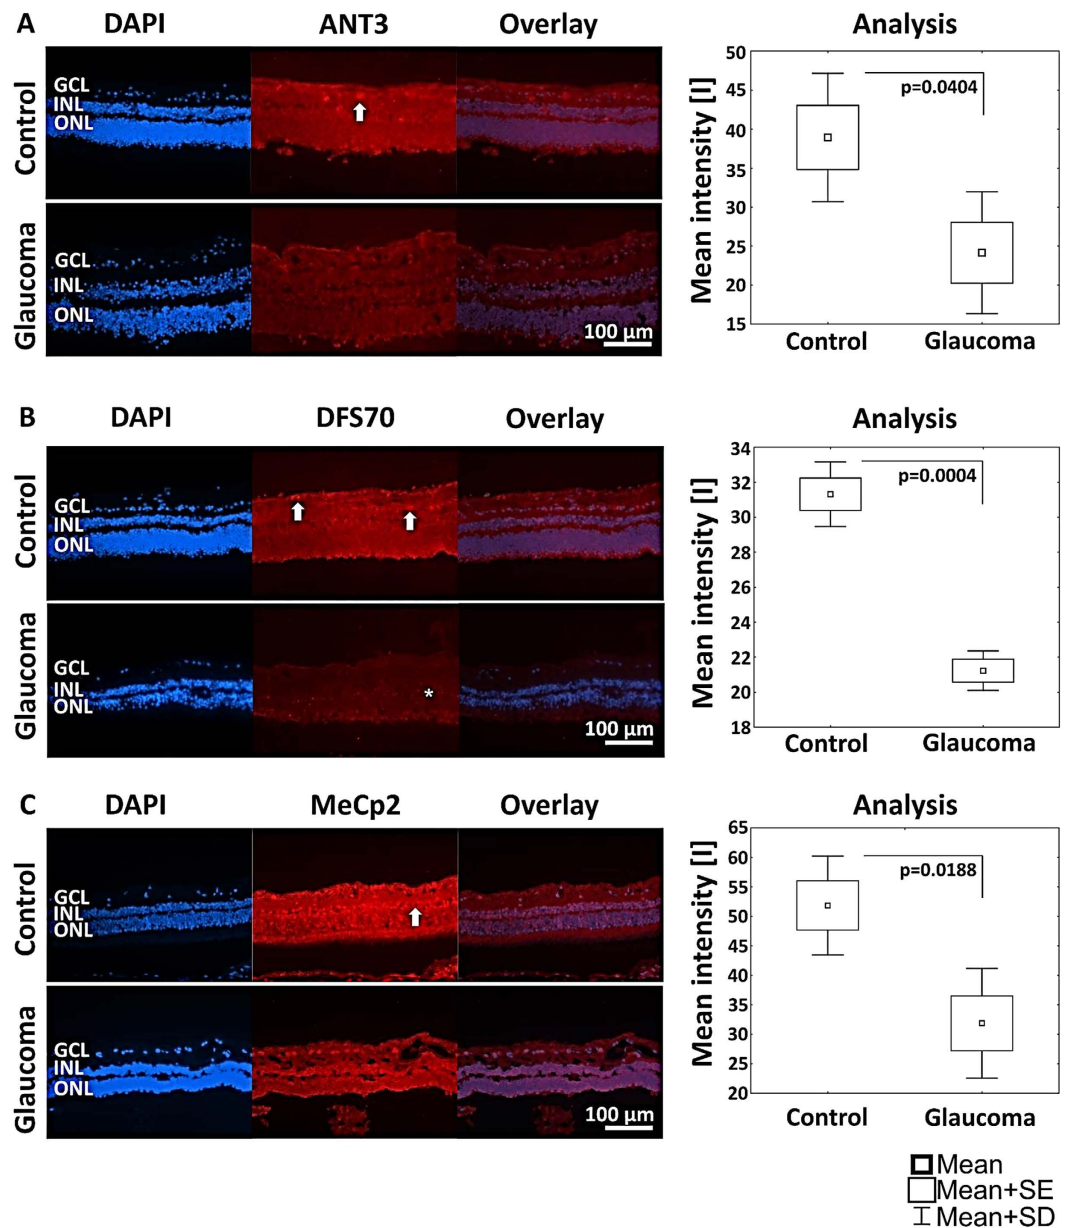 A DAPI ANT3 Overlay Analysis
Control
GCL
INL
ONL
Glaucoma
GCL
INL
ONL
100 µm
Mean intensity [I]
50
45
40
35
30
25
20
15
p=0.0404
Control Glaucoma
B DAPI DFS70 Overlay Analysis
Control
GCL
INL
ONL
Glaucoma
GCL
INL
ONL
*
100 µm
Mean intensity [I]
34
32
30
28
26
24
22
20
18
p=0.0004
Control Glaucoma
C DAPI MeCp2 Overlay Analysis
Control
GCL
INL
ONL
Glaucoma
GCL
INL
ONL
100 µm
Mean intensity [I]
65
60
55
50
45
40
35
30
25
20
p=0.0188
Control Glaucoma
Mean
Mean+SE
Mean+SD